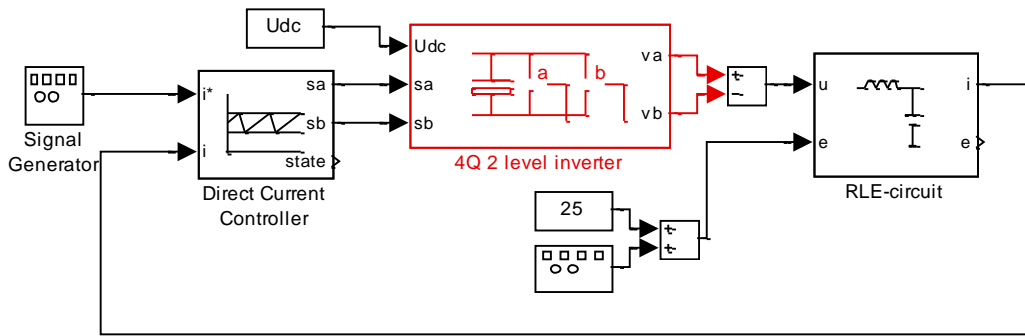 Udc
Signal
Generator
i*
i
sa
sb
state
Direct Current
Controller
Udc
sa
sb
a
b
va
vb
4Q 2 level inverter
+
−
25
+
+
u
e
i
e
RLE-circuit